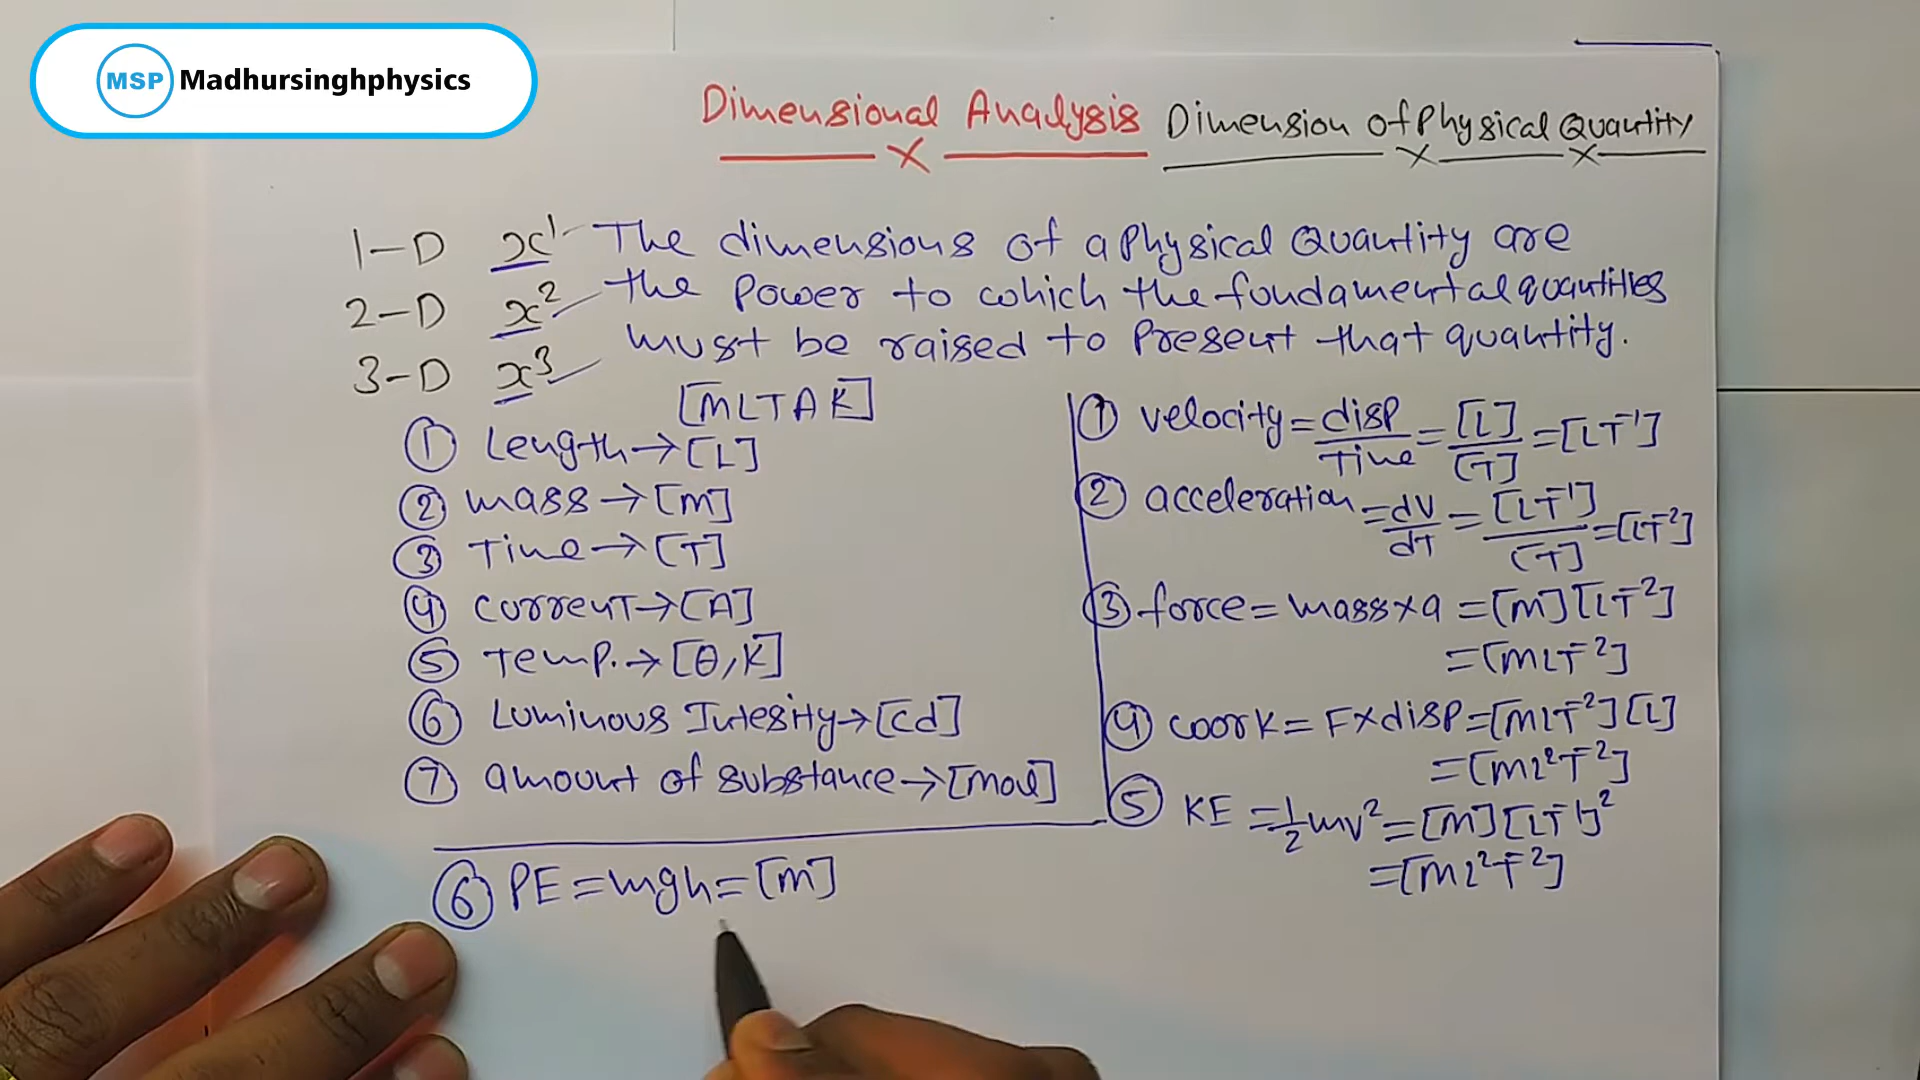 MSP Madhursinghphysics
Dimensional Analysis Dimension of Physical Quantity
1-D x¹ The dimensions of a Physical Quantity are
2-D x² the power to which the fundamental quantities
3-D x³ must be raised to Present that quantity.
[MLTAK]
① Length→[L]
② mass→[M]
③ Time→[T]
④ current→[A]
⑤ Temp.→[θ,K]
⑥ Luminous Intesity→[Cd]
⑦ amount of substance→[mol]
⑥ PE=mgh=[M]
① velocity=disp/Time=[L]/[T]=[LT⁻¹]
② acceleration=dv/dT=[LT⁻¹]/[T]=[LT⁻²]
③ force=mass×a=[M][LT⁻²]
=[MLT⁻²]
④ work=F×disp=[MLT⁻²][L]
=[ML²T⁻²]
⑤ KE=1/2mv²=[M][LT⁻¹]²
=[ML²T⁻²]